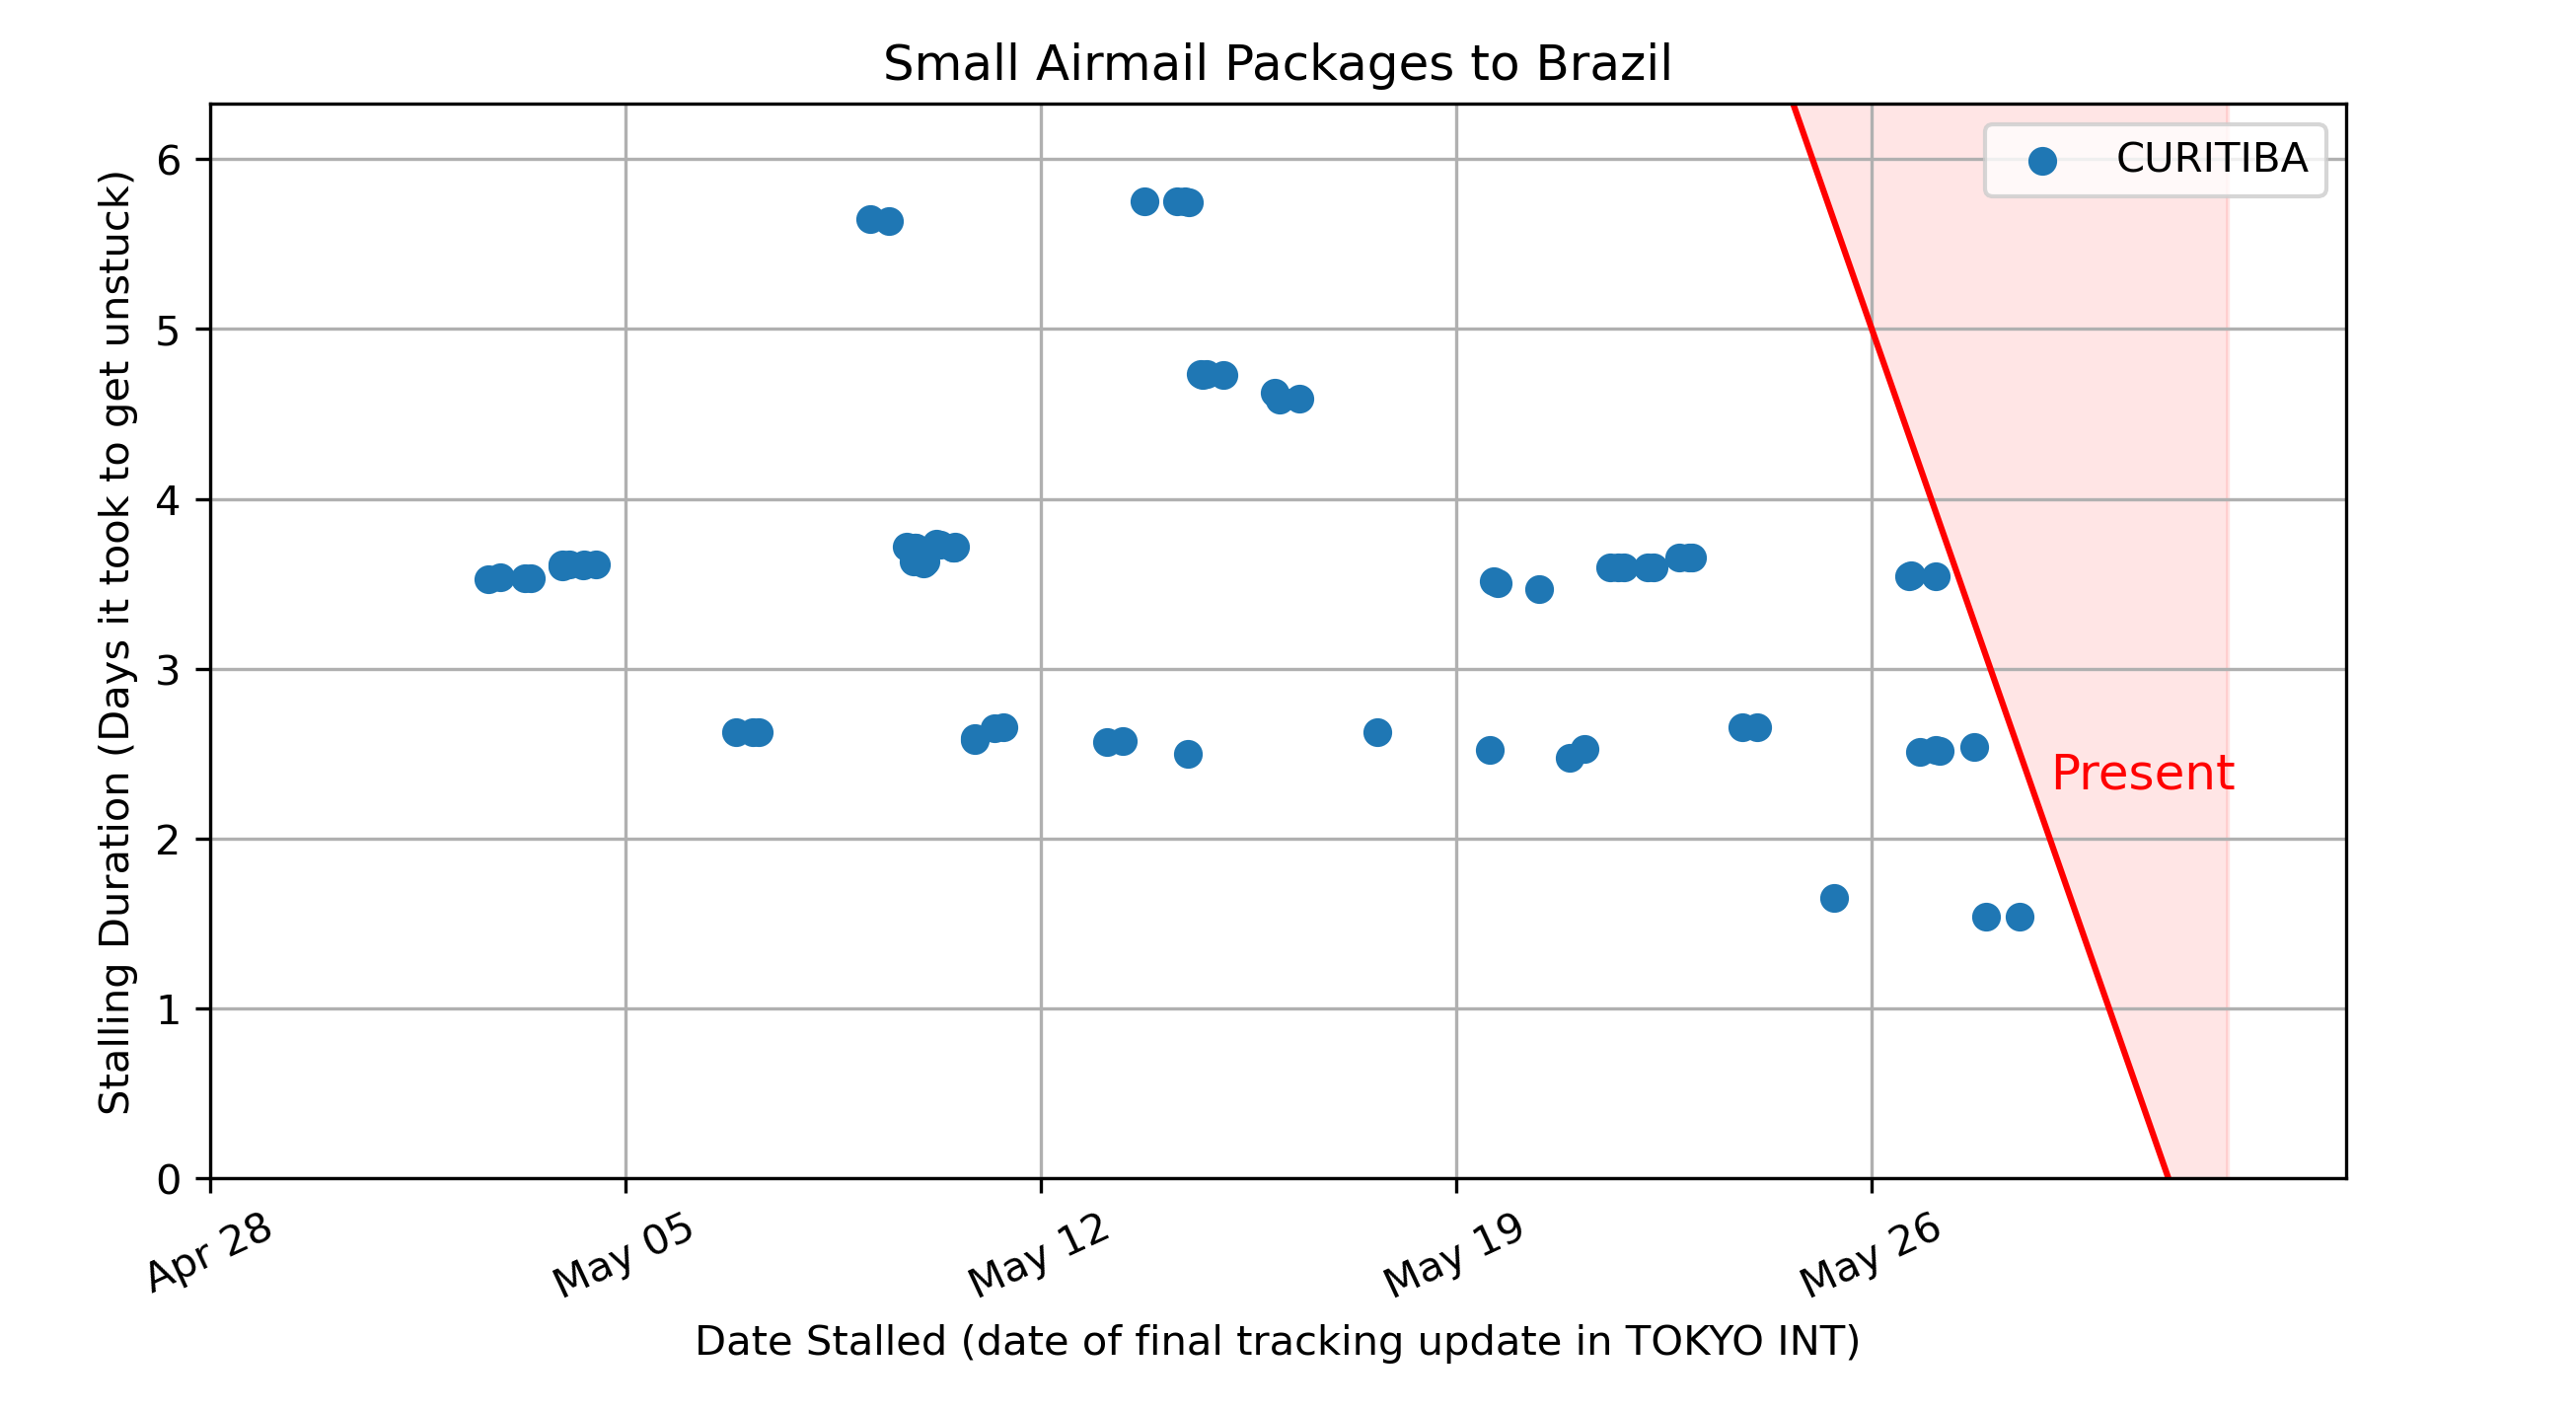 Small Airmail Packages to Brazil
CURITIBA
Stalling Duration (Days it took to get unstuck)
6
5
4
3
2
1
0
Present
Apr 28
May 05
May 12
May 19
May 26
Date Stalled (date of final tracking update in TOKYO INT)